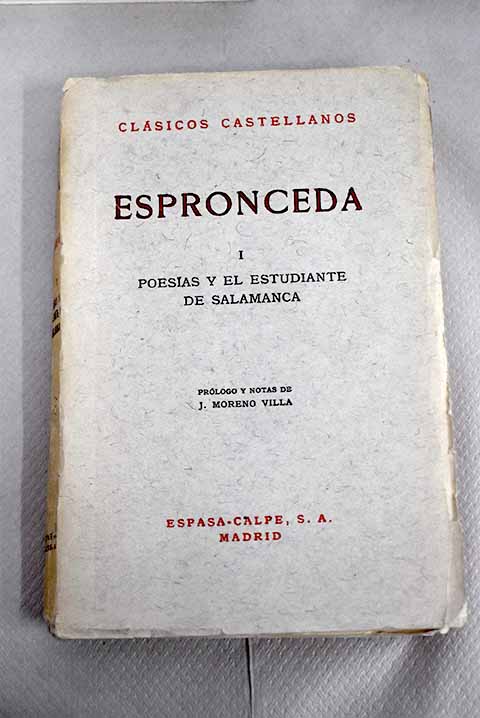 CLÁSICOS CASTELLANOS
ESPRONCEDA
I
POESÍAS Y EL ESTUDIANTE
DE SALAMANCA
PRÓLOGO Y NOTAS DE
J. MORENO VILLA
ESPASA-CALPE, S. A.
MADRID